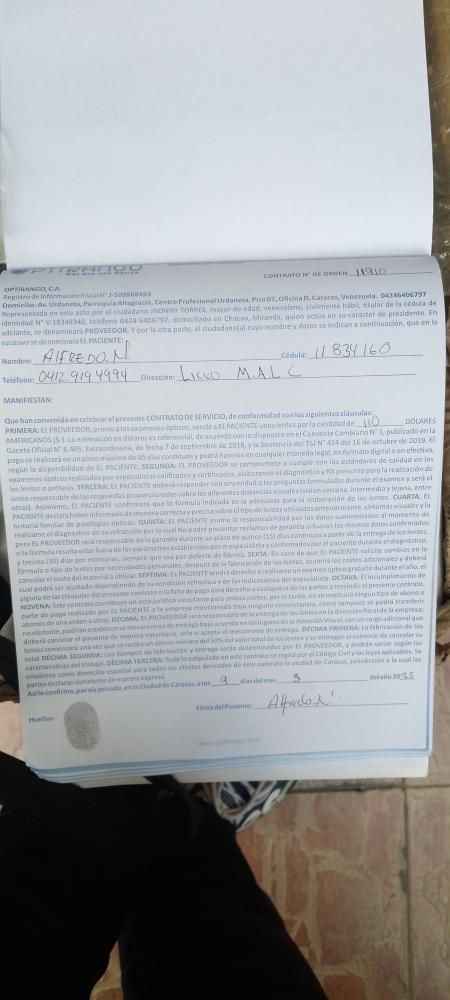 OPTIRANGO
CONTRATO N° DE ORDEN 11910
OPTIRANGO, C.A.
Registro de Información Fiscal N° J-505868454
Domicilio: Av. Urdaneta, Parroquia Altagracia, Centro Profesional Urdaneta, Piso 07, Oficina D, Caracas, Venezuela. 04246406797
Representada en este acto por el ciudadano JHONNY TORRES, mayor de edad, venezolano, civilmente hábil, titular de la cédula de
identidad N° V-18348340, teléfono 0424-6406797, domiciliado en Chacao, Miranda, quien actúa en su carácter de presidente. En
adelante, se denominará PROVEEDOR. Y por la otra parte, el ciudadano(a) cuyo nombre y datos se indican a continuación, que en lo
sucesivo se denominará EL PACIENTE:
Nombre: ALFREDO N Cédula: 11 834 160
Teléfono: 0412 919 4994 Dirección: LICEO M.A.L C
MANIFIESTAN:
Que han convenido en celebrar el presente CONTRATO DE SERVICIO, de conformidad con las siguientes cláusulas:
PRIMERA: EL PROVEEDOR, previo a los exámenes ópticos, vende a EL PACIENTE unos lentes por la cantidad de 110 DÓLARES
AMERICANOS ($-). La estimación en dólares es referencial, de acuerdo con lo dispuesto en el Convenio Cambiario N° 1, publicado en la
Gaceta Oficial N° 6.405, Extraordinaria, de fecha 7 de septiembre de 2018, y la Sentencia del TSJ N° 424 del 16 de octubre de 2019. El
pago se realizará en un plazo máximo de 45 días continuos y podrá hacerse en cualquier moneda legal, en formato digital o en efectivo,
según la disponibilidad de EL PACIENTE. SEGUNDA: EL PROVEEDOR se compromete a cumplir con los estándares de calidad en los
exámenes ópticos realizados por especialistas calificados y certificados, elaborando el diagnóstico y RX prescrito para la realización de
los lentes o prótesis. TERCERA: EL PACIENTE deberá responder con sinceridad a las preguntas formuladas durante el examen y será el
único responsable de las respuestas proporcionadas sobre las diferentes distancias visuales (visión cercana, intermedia y lejana, entre
otras). Asimismo, EL PACIENTE confirmará que la fórmula indicada es la adecuada para la elaboración de los lentes. CUARTA: EL
PACIENTE declara haber informado de manera correcta y precisa sobre el tipo de lentes utilizados anteriormente, síntomas visuales y la
historia familiar de patologías ópticas. QUINTA: EL PACIENTE asume la responsabilidad por los datos suministrados al momento de
realizarse el diagnóstico de su refracción por lo cual No podrá presentar reclamos de garantía si fueran los mismos datos confirmados
pero EL PROVEEDOR será responsable de la garantía durante un plazo de quince (15) días continuos a partir de la entrega de los lentes,
si la fórmula resulta estar fuera de los parámetros establecidos por el especialista y confirmados por el paciente durante el diagnóstico,
y treinta (30) días por monturas, siempre que sea por defecto de fábrica. SEXTA: En caso de que EL PACIENTE solicite cambios en la
fórmula o tipo de lentes por necesidades personales, después de la fabricación de los lentes, asumirá los costes adicionales y deberá
cancelar el costo del material a utilizar. SÉPTIMA: EL PACIENTE tendrá derecho a realizarse un examen óptico gratuito durante el año, el
cual podrá ser ajustado dependiendo de su condición refractiva y de las indicaciones del especialista. OCTAVA: El incumplimiento de
alguna de las cláusulas del presente contrato o la falta de pago dará derecho a cualquiera de las partes a rescindir el presente contrato.
NOVENA: Este contrato constituye un acto jurídico vinculante para ambas partes; por lo tanto, no se restituirá ningún tipo de abono o
parte de pago realizado por EL PACIENTE a la empresa mencionada bajo ninguna circunstancia, como tampoco se podrá transferir
abonos de una orden a otra). DÉCIMA: EL PROVEEDOR será responsable de la entrega de los lentes en la dirección fiscal de la empresa;
no obstante, podrían establecerse mecanismos de entrega bajo acuerdo en los lugares de la Atención Visual, con un cargo adicional que
deberá cancelar el paciente de manera voluntaria, solo si acepta el mecanismo de entrega. DÉCIMA PRIMERA: La fabricación de los
lentes comenzará una vez que se reciba un abono mínimo del 50% del valor total de los lentes y se entregan al culminar de cancelar su
total DÉCIMA SEGUNDA: Los tiempos de fabricación y entrega serán determinados por EL PROVEEDOR, y podrán variar según las
características del trabajo. DÉCIMA TERCERA: Todo lo estipulado en este contrato se regirá por el Código Civil y las leyes aplicables. Se
establece como domicilio especial para todos los efectos derivados de este contrato la ciudad de Caracas, jurisdicción a la cual las
partes declaran someterse de manera expresa.
Así lo confirmo, por vía privada, en la Ciudad de Caracas, a los 9 días del mes 3 del año 2025
Firma del Paciente: Alfredo N.
Huellas:
www.optirango.com